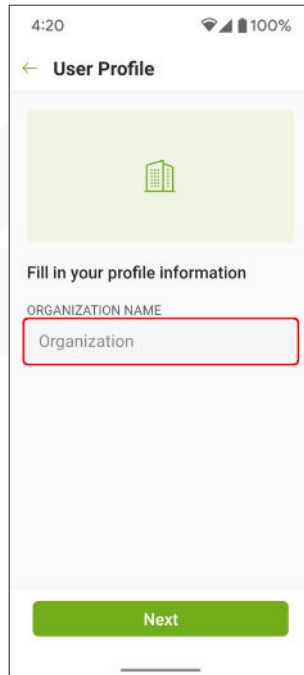 4:20
100%
User Profile
Fill in your profile information
ORGANIZATION NAME
Organization
Next